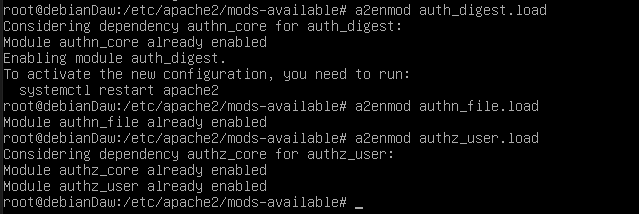 root@debianDaw:/etc/apache2/mods-available# a2enmod auth_digest.load
Considering dependency authn_core for auth_digest:
Module authn_core already enabled
Enabling module auth_digest.
To activate the new configuration, you need to run:
  systemctl restart apache2
root@debianDaw:/etc/apache2/mods-available# a2enmod authn_file.load
Module authn_file already enabled
root@debianDaw:/etc/apache2/mods-available# a2enmod authz_user.load
Considering dependency authz_core for authz_user:
Module authz_core already enabled
Module authz_user already enabled
root@debianDaw:/etc/apache2/mods-available# _